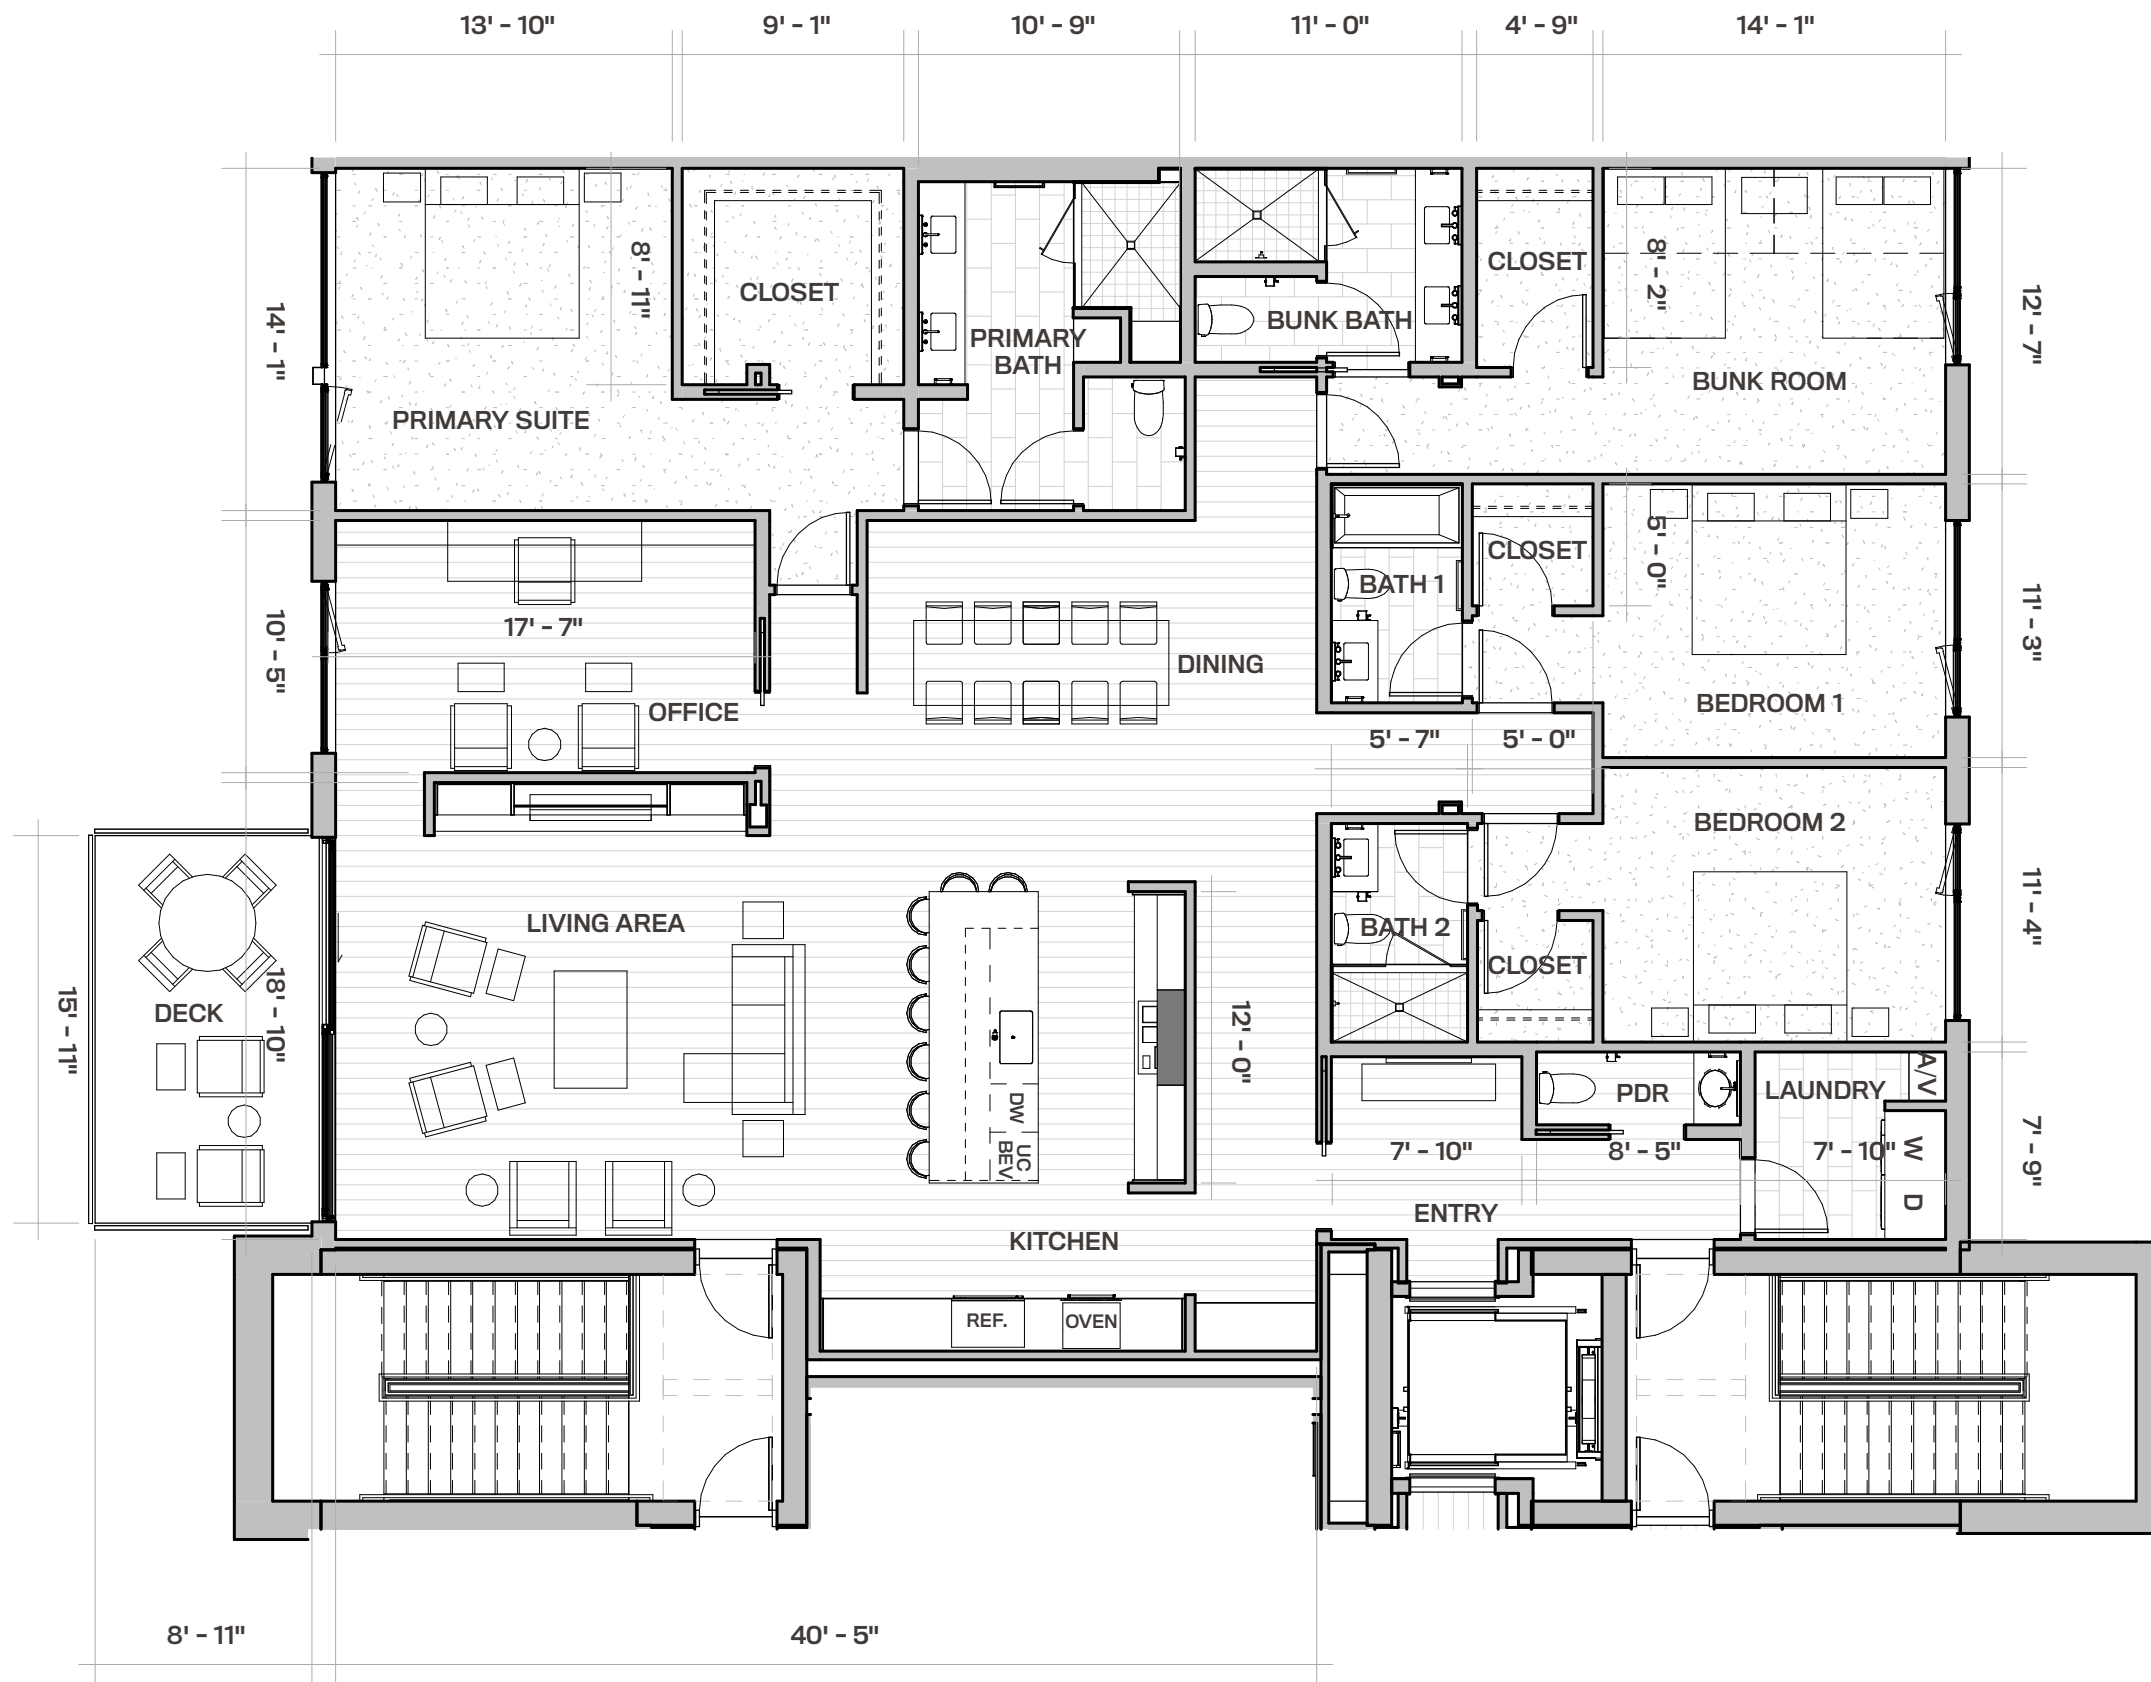 13' - 10"
9' - 1"
10' - 9"
11' - 0"
4' - 9"
14' - 1"
14' - 1"
8' - 11"
CLOSET
PRIMARY
BATH
BUNK BATH
CLOSET
8' - 2"
12' - 7"
BUNK ROOM
PRIMARY SUITE
10' - 5"
17' - 7"
OFFICE
DINING
BATH 1
CLOSET
5' - 0"
BEDROOM 1
11' - 3"
5' - 7"
5' - 0"
BEDROOM 2
11' - 4"
BATH 2
CLOSET
LIVING AREA
DECK
15' - 11"
18' - 10"
12' - 0"
DW
UC
BEV
PDR
LAUNDRY
A/V
7' - 10"
8' - 5"
7' - 10"
W
D
7' - 9"
ENTRY
KITCHEN
REF.
OVEN
8' - 11"
40' - 5"